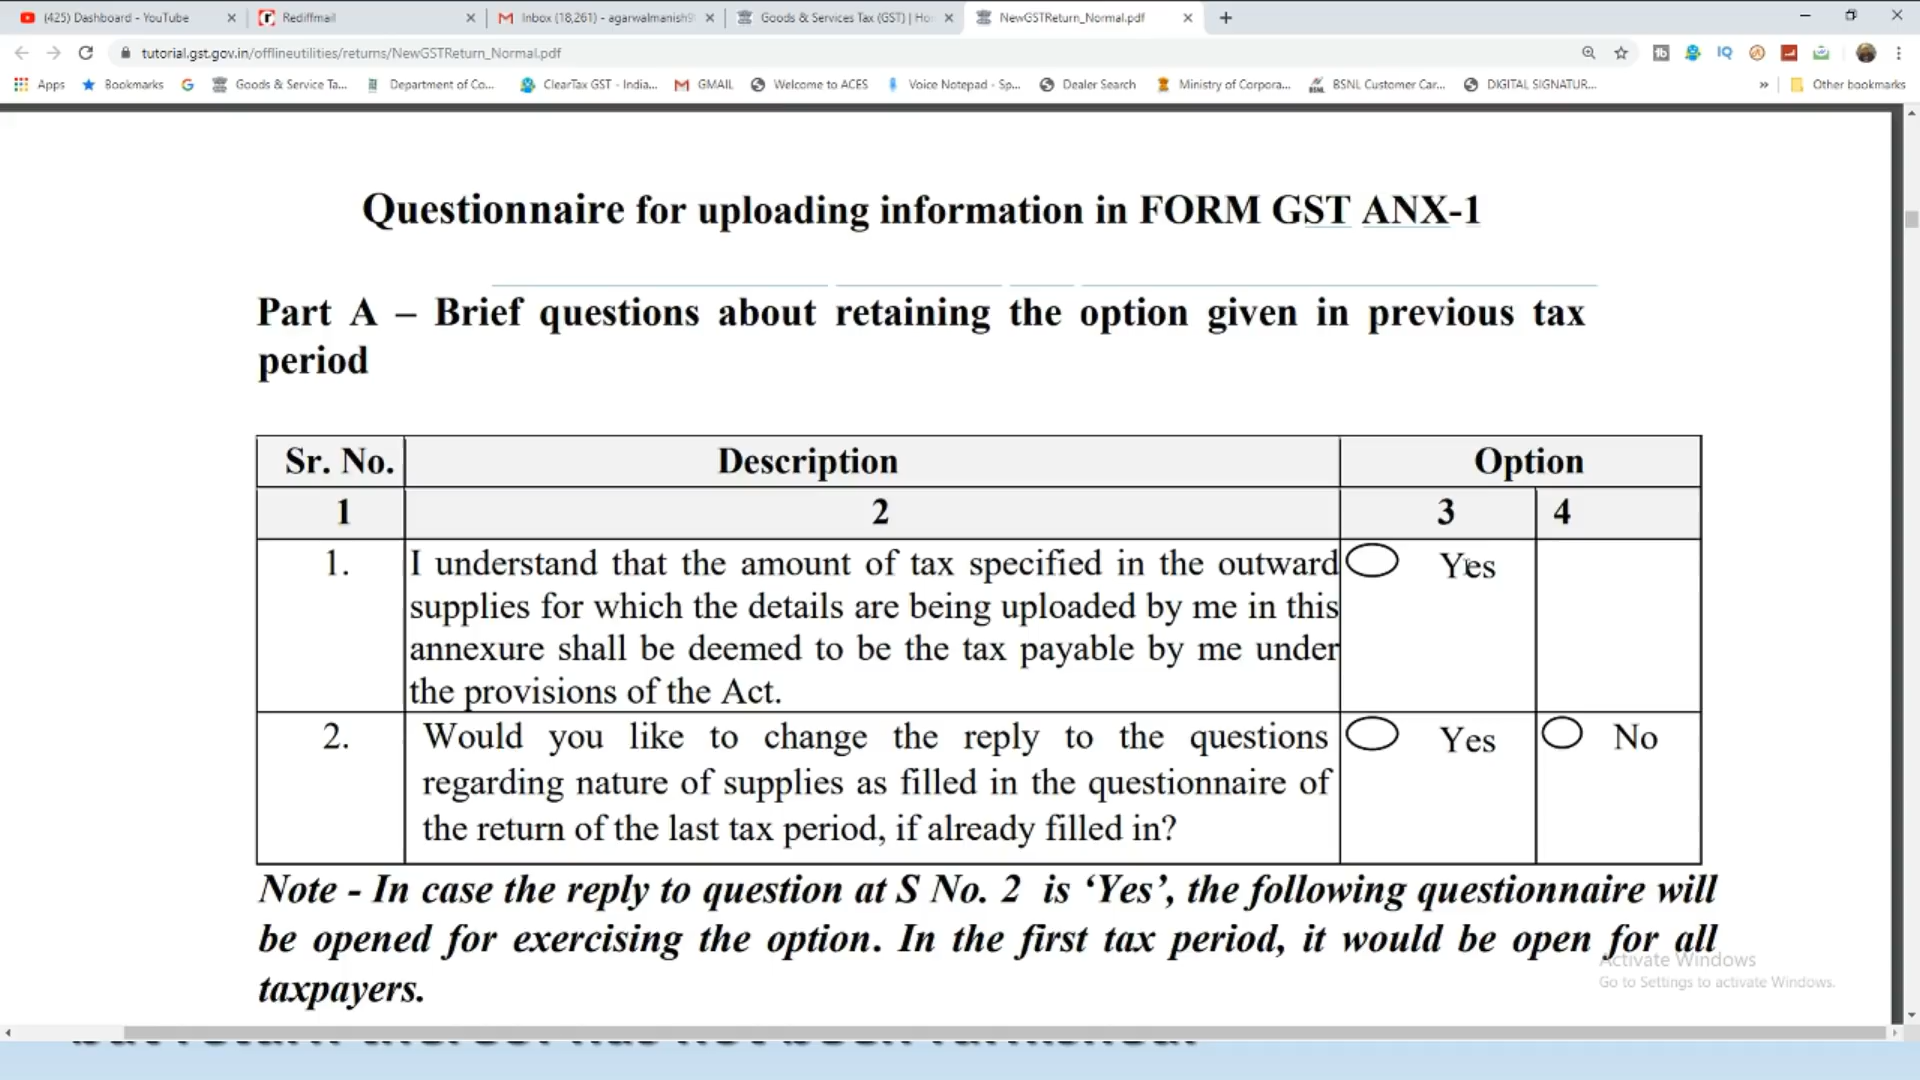 (425) Dashboard - YouTube
Rediffmail
Inbox (18,261) - agarwalmanish9
Goods & Services Tax (GST) | Ho
NewGSTReturn_Normal.pdf
tutorial.gst.gov.in/offlineutilities/returns/NewGSTReturn_Normal.pdf
Apps Bookmarks Goods & Service Ta... Department of Co... ClearTax GST - India... GMAIL Welcome to ACES Voice Notepad - Sp... Dealer Search Ministry of Corpora... BSNL Customer Car... DIGITAL SIGNATUR... » Other bookmarks
Questionnaire for uploading information in FORM GST ANX-1
Part A – Brief questions about retaining the option given in previous tax
period
Sr. No. Description Option
1 2 3 4
1. I understand that the amount of tax specified in the outward Yes
supplies for which the details are being uploaded by me in this
annexure shall be deemed to be the tax payable by me under
the provisions of the Act.
2. Would you like to change the reply to the questions Yes No
regarding nature of supplies as filled in the questionnaire of
the return of the last tax period, if already filled in?
Note - In case the reply to question at S No. 2 is ‘Yes’, the following questionnaire will
be opened for exercising the option. In the first tax period, it would be open for all
taxpayers.
Activate Windows
Go to Settings to activate Windows.